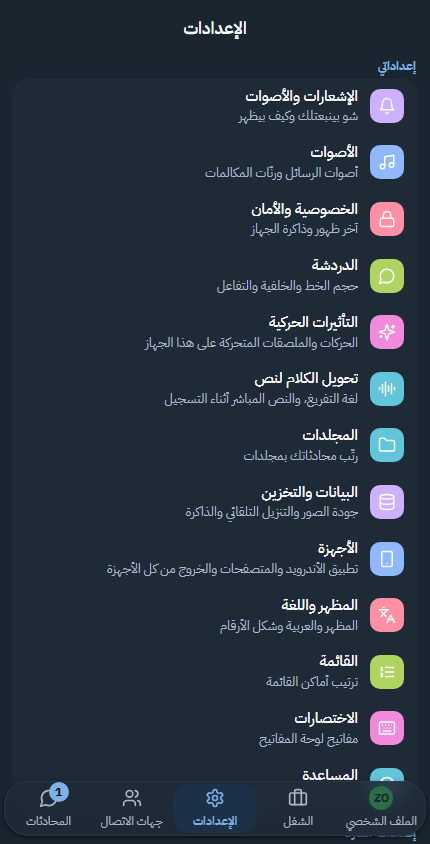 الإعدادات
إعداداتي
الإشعارات والأصوات
شو بينبعتلك وكيف بيظهر
الأصوات
أصوات الرسائل ورنّات المكالمات
الخصوصية والأمان
آخر ظهور وذاكرة الجهاز
الدردشة
حجم الخط والخلفية والتفاعل
التأثيرات الحركية
الحركات والملصقات المتحركة على هذا الجهاز
تحويل الكلام لنص
لغة التفريغ، والنص المباشر أثناء التسجيل
المجلدات
رتّب محادثاتك بمجلدات
البيانات والتخزين
جودة الصور والتنزيل التلقائي والذاكرة
الأجهزة
تطبيق الأندرويد والمتصفحات والخروج من كل الأجهزة
المظهر واللغة
المظهر والعربية وشكل الأرقام
القائمة
ترتيب أماكن القائمة
الاختصارات
مفاتيح لوحة المفاتيح
المساعدة
ZO
الملف الشخصي
الشغل
الإعدادات
جهات الاتصال
1
المحادثات